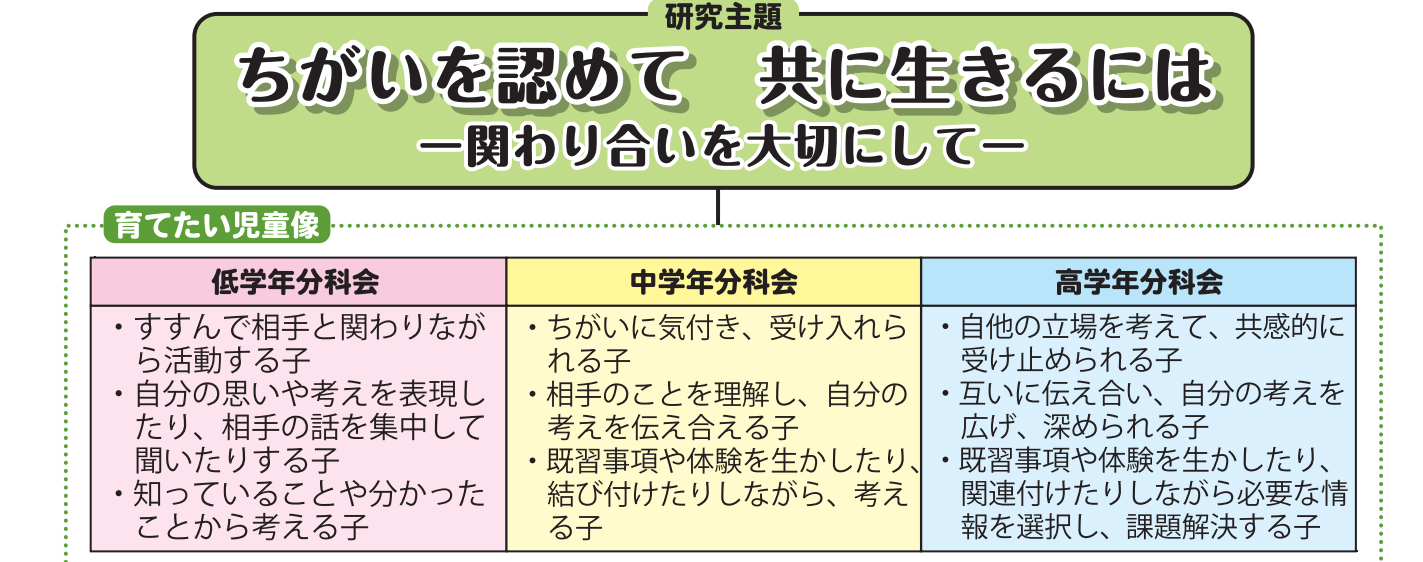 研究主題
ちがいを認めて　共に生きるには
―関わり合いを大切にして―
育てたい児童像
低学年分科会
・すすんで相手と関わりなが
ら活動する子
・自分の思いや考えを表現し
たり、相手の話を集中して
聞いたりする子
・知っていることや分かった
ことから考える子
中学年分科会
・ちがいに気付き、受け入れら
れる子
・相手のことを理解し、自分の
考えを伝え合える子
・既習事項や体験を生かしたり、
結び付けたりしながら、考え
る子
高学年分科会
・自他の立場を考えて、共感的に
受け止められる子
・互いに伝え合い、自分の考えを
広げ、深められる子
・既習事項や体験を生かしたり、
関連付けたりしながら必要な情
報を選択し、課題解決する子